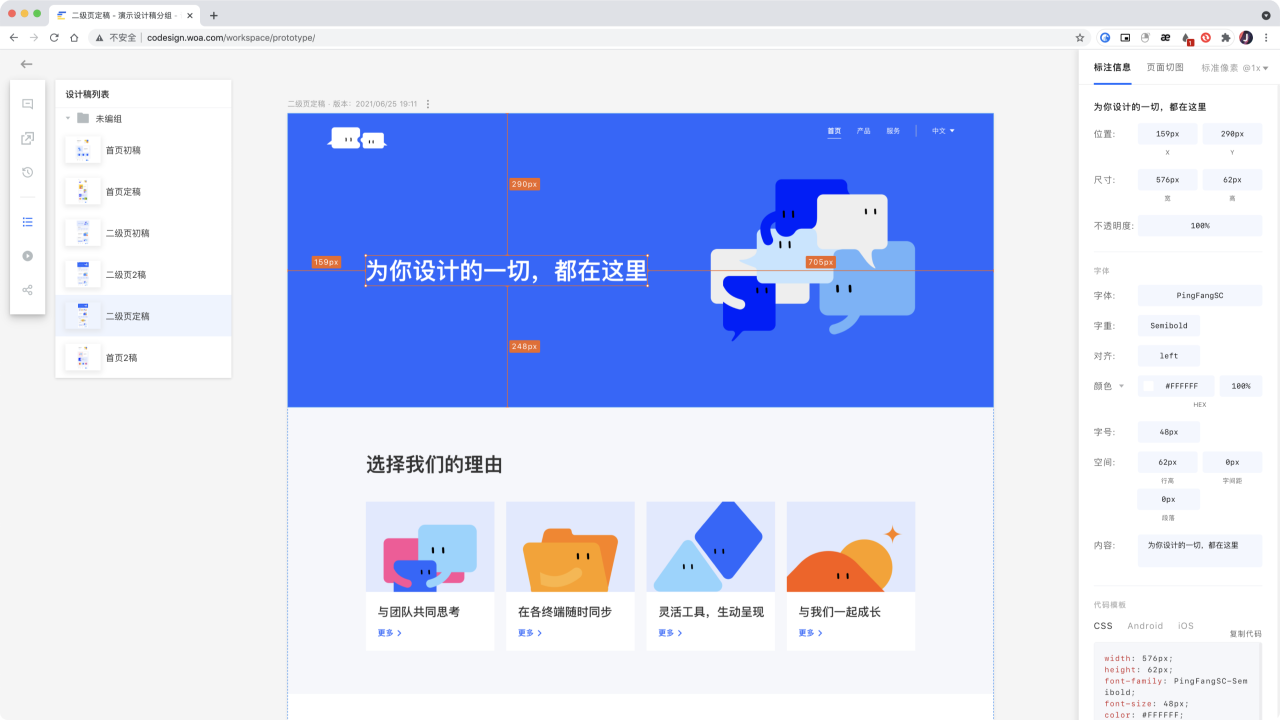 二级页定稿 - 演示设计稿分组 -
不安全 | codesign.woa.com/workspace/prototype/
1
J
标注信息 页面切图 标准像素 @1x
设计稿列表
未编组
首页初稿
首页定稿
二级页初稿
二级页2稿
二级页定稿
首页2稿
二级页定稿 · 版本：2021/06/25 19:11
首页 产品 服务 中文
290px
159px
为你设计的一切，都在这里
705px
248px
选择我们的理由
与团队共同思考
更多
在各终端随时同步
更多
灵活工具，生动呈现
更多
与我们一起成长
更多
为你设计的一切，都在这里
位置: 159px 290px
X Y
尺寸: 576px 62px
宽 高
不透明度: 100%
字体
字体: PingFangSC
字重: Semibold
对齐: left
颜色 #FFFFFF 100%
HEX
字号: 48px
空间: 62px 0px
行高 字间距
0px
段落
内容: 为你设计的一切，都在这里
代码模板
CSS Android iOS
复制代码
width: 576px;
height: 62px;
font-family: PingFangSC-Sem
ibold;
font-size: 48px;
color: #FFFFFF;